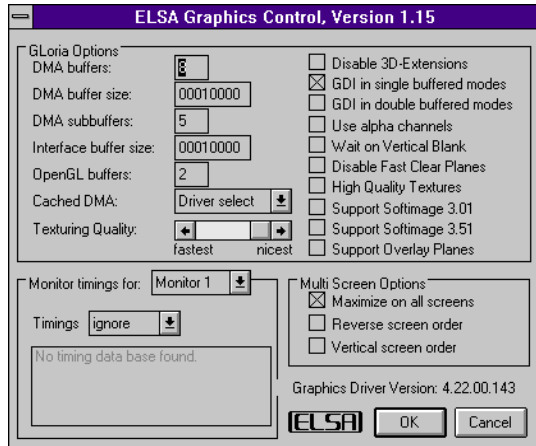 ELSA Graphics Control, Version 1.15
GLoria Options
DMA buffers: 8
DMA buffer size: 00010000
DMA subbuffers: 5
Interface buffer size: 00010000
OpenGL buffers: 2
Cached DMA: Driver select
Texturing Quality:
fastest nicest
Disable 3D-Extensions
GDI in single buffered modes
GDI in double buffered modes
Use alpha channels
Wait on Vertical Blank
Disable Fast Clear Planes
High Quality Textures
Support Softimage 3.01
Support Softimage 3.51
Support Overlay Planes
Monitor timings for: Monitor 1
Timings ignore
No timing data base found.
Multi Screen Options
Maximize on all screens
Reverse screen order
Vertical screen order
Graphics Driver Version: 4.22.00.143
ELSA OK Cancel